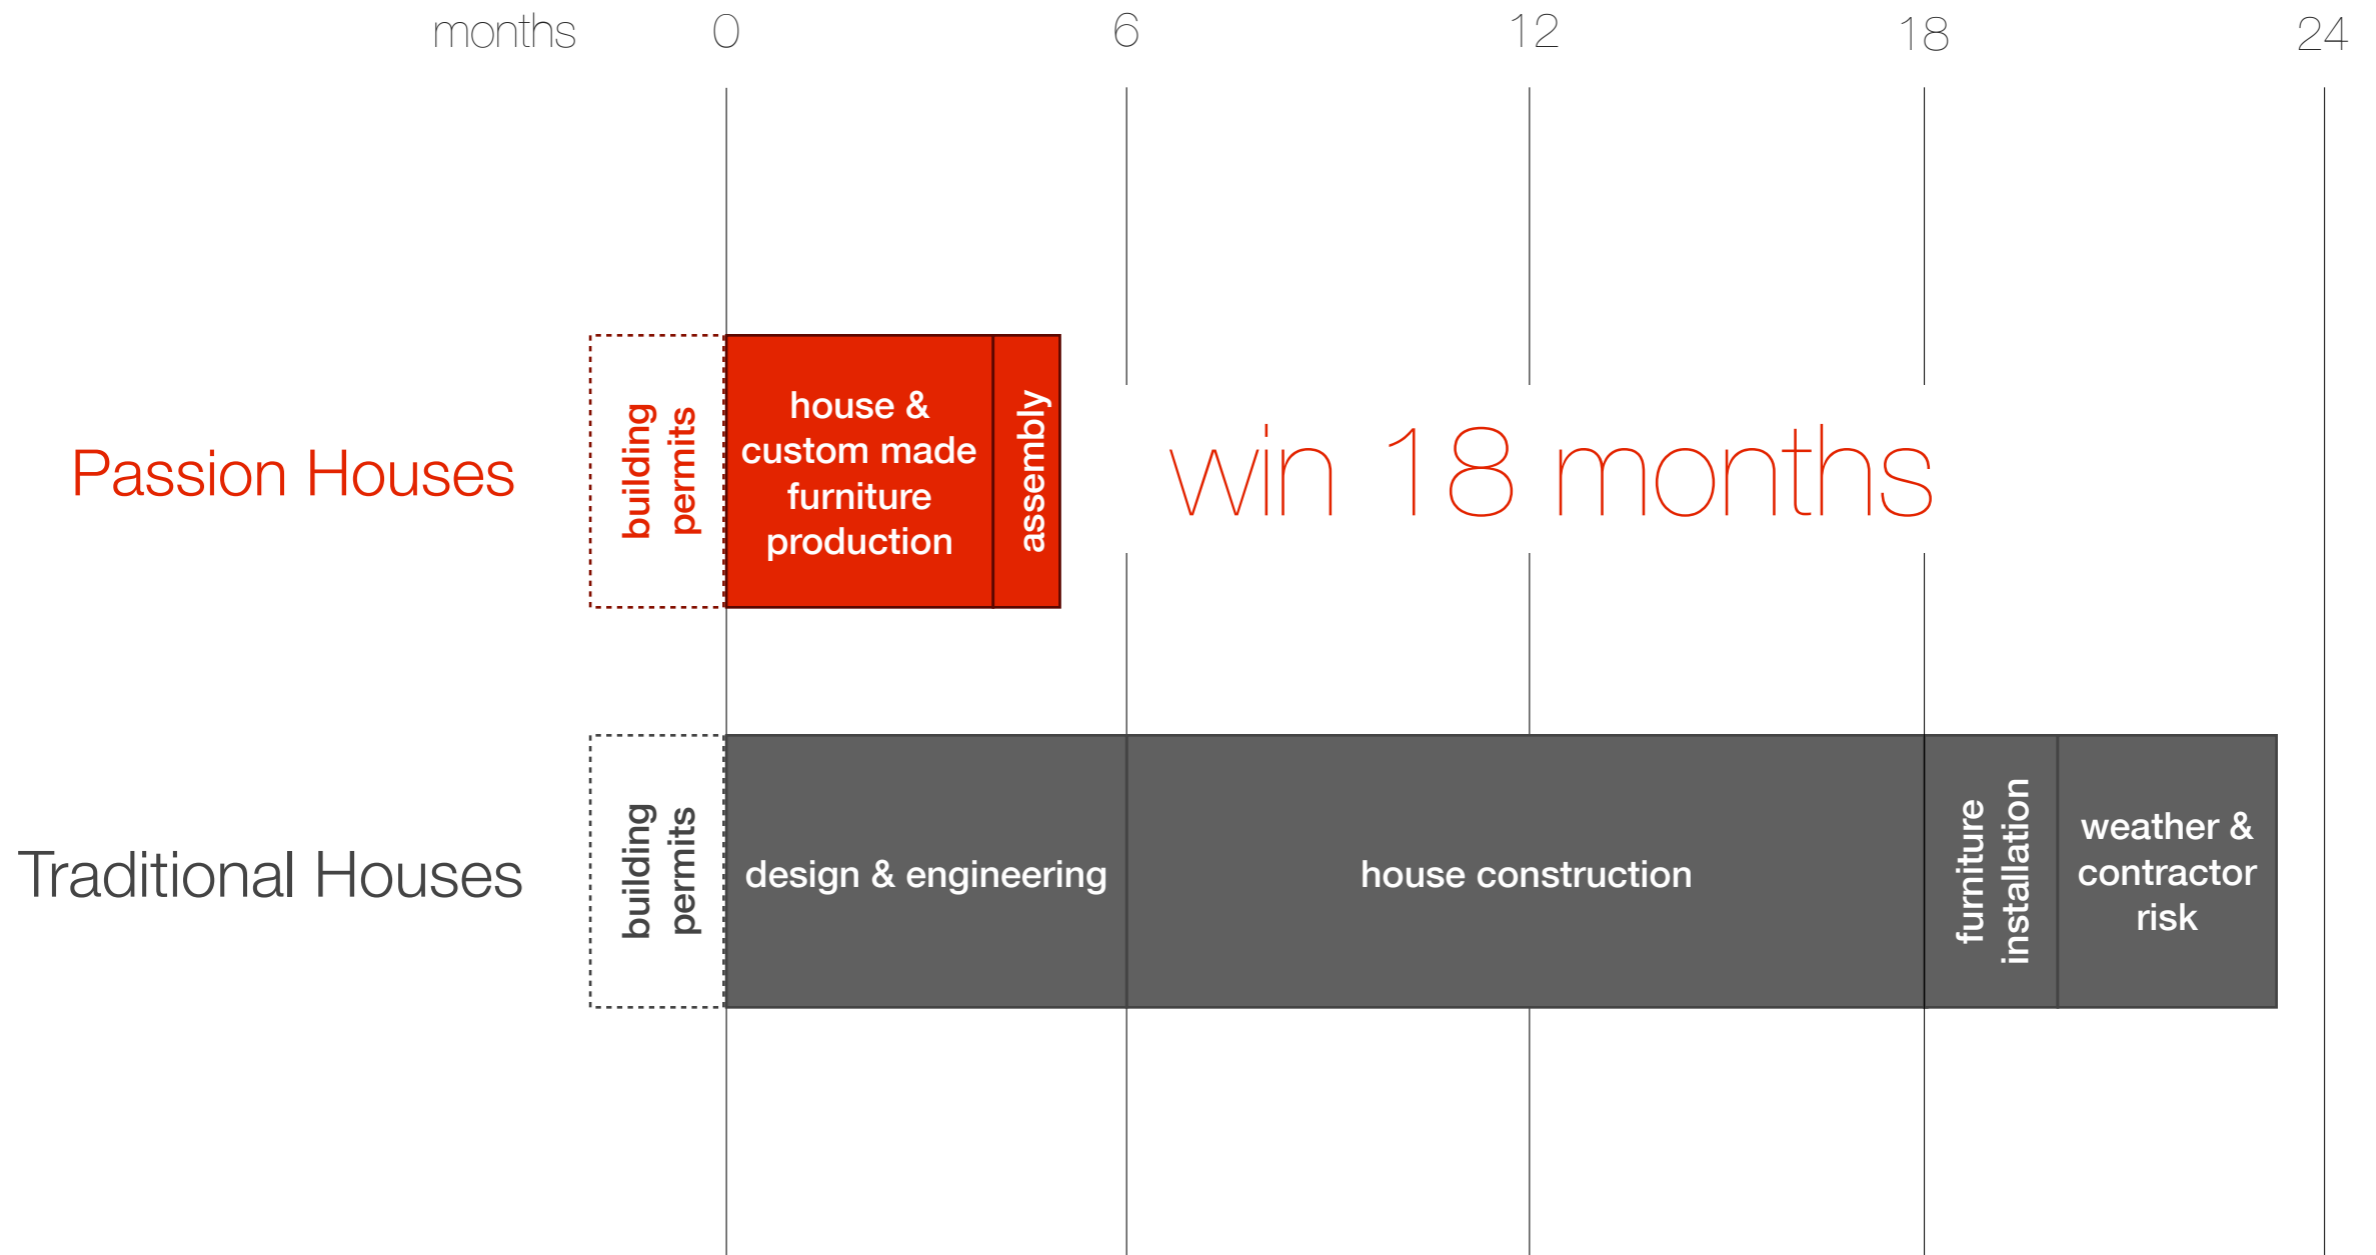 months 0 6 12 18 24
Passion Houses
building
permits
house &
custom made
furniture
production
assembly
win 18 months
Traditional Houses
building
permits
design & engineering
house construction
furniture
installation
weather &
contractor
risk